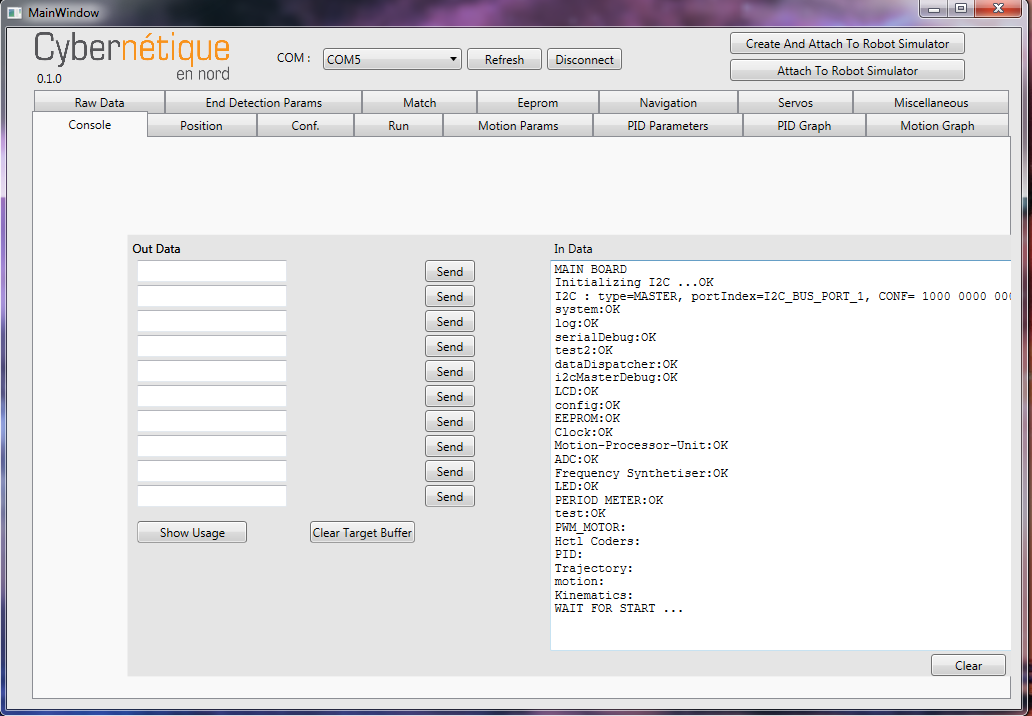 MainWindow
Cybernétique
en nord
0.1.0
COM :
COM5
Refresh
Disconnect
Create And Attach To Robot Simulator
Attach To Robot Simulator
Raw Data
End Detection Params
Match
Eeprom
Navigation
Servos
Miscellaneous
Console
Position
Conf.
Run
Motion Params
PID Parameters
PID Graph
Motion Graph
Out Data
Send
Send
Send
Send
Send
Send
Send
Send
Send
Send
Show Usage
Clear Target Buffer
In Data
MAIN BOARD
Initializing I2C ...OK
I2C : type=MASTER, portIndex=I2C_BUS_PORT_1, CONF= 1000 0000 000
system:OK
log:OK
serialDebug:OK
test2:OK
dataDispatcher:OK
i2cMasterDebug:OK
LCD:OK
config:OK
EEPROM:OK
Clock:OK
Motion-Processor-Unit:OK
ADC:OK
Frequency Synthetiser:OK
LED:OK
PERIOD METER:OK
test:OK
PWM_MOTOR:
Hctl Coders:
PID:
Trajectory:
motion:
Kinematics:
WAIT FOR START ...
Clear